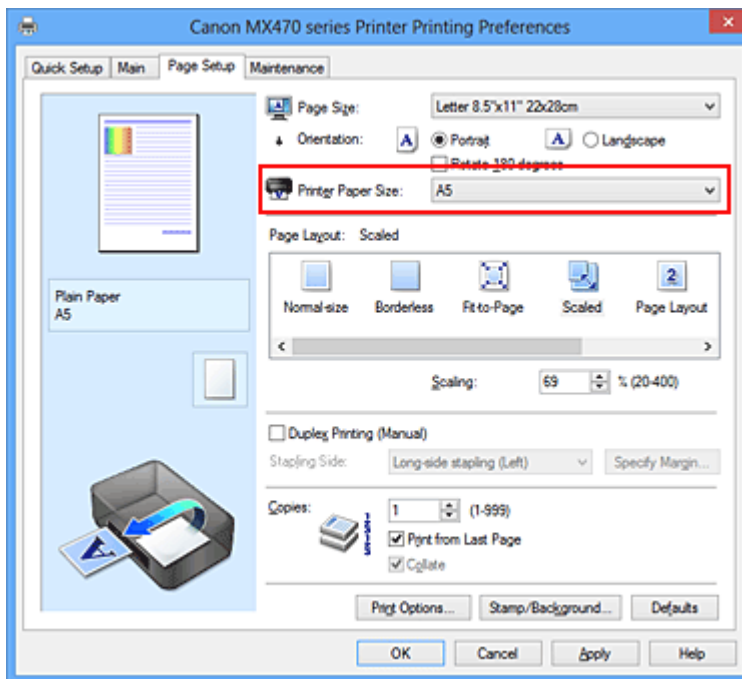 Canon MX470 series Printer Printing Preferences
Quick Setup Main Page Setup Maintenance
Page Size: Letter 8.5"x11" 22x28cm
Orientation: A Portrait A Landscape
Rotate 180 degrees
Printer Paper Size: A5
Page Layout: Scaled
Normal-size Borderless Fit-to-Page Scaled Page Layout
Scaling: 69 % (20-400)
Plain Paper
A5
Duplex Printing (Manual)
Stapling Side: Long-side stapling (Left) Specify Margin...
Copies: 1 (1-999)
Print from Last Page
Collate
Print Options... Stamp/Background... Defaults
OK Cancel Apply Help